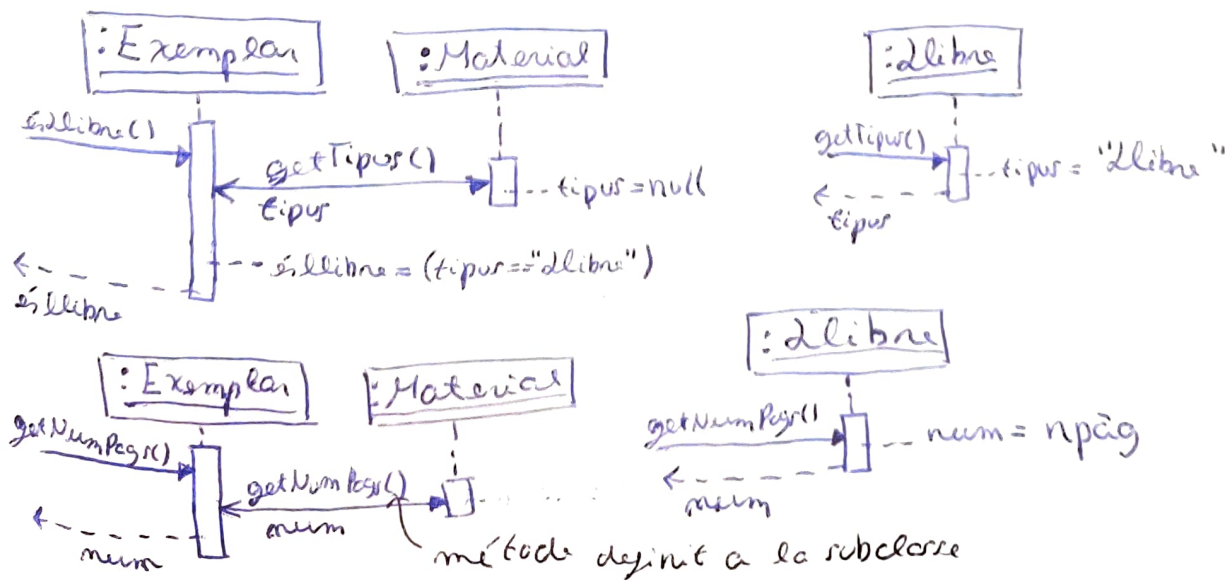 :Exemplar
:Material
:Llibre
ésLlibre()
getTipus()
tipus
tipus=null
ésLlibre = (tipus=="Llibre")
ésLlibre
getTipus()
tipus = "Llibre"
tipus
:Exemplar
:Material
:Llibre
getNumPags()
getNumPags()
num
num
métode definit a la subclasse
getNumPags()
num = npàg
num